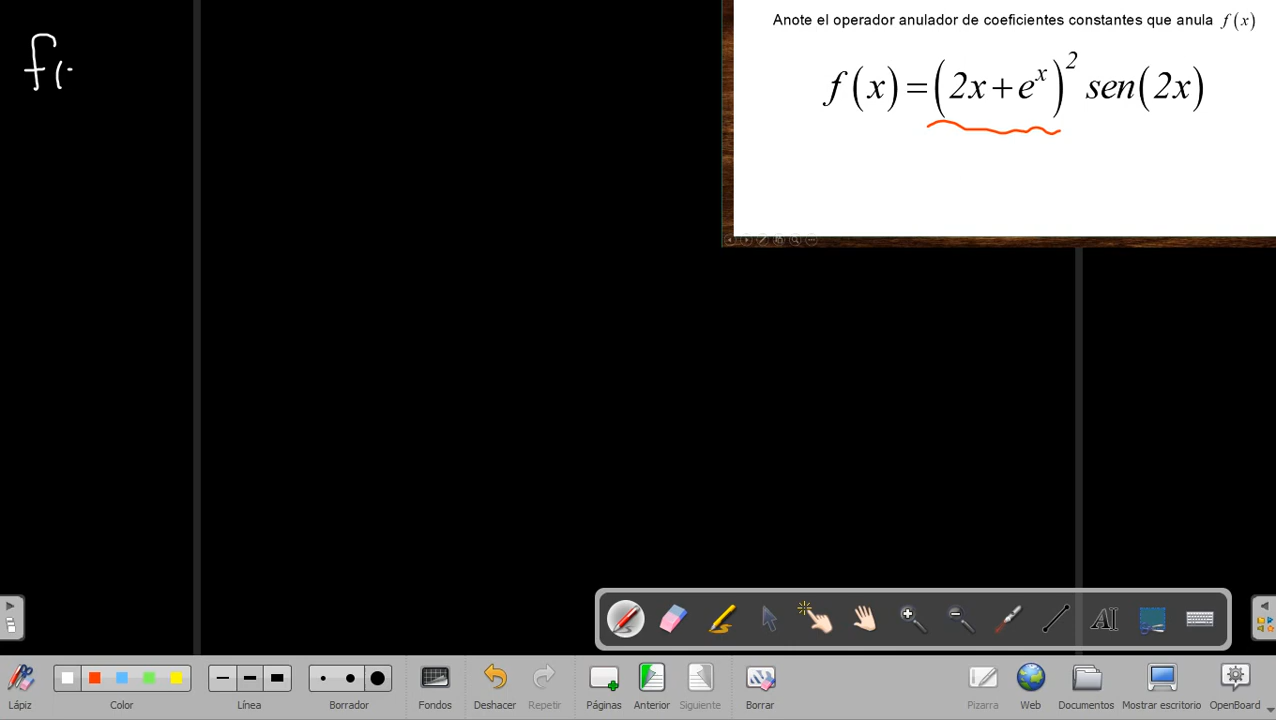 Anote el operador anulador de coeficientes constantes que anula f(x)
f(
f(x)=(2x+e^x)^2 sen(2x)
Lápiz
Color
Línea
Borrador
Fondos
Deshacer
Repetir
Páginas
Anterior
Siguiente
Borrar
Pizarra
Web
Documentos
Mostrar escritorio
OpenBoard